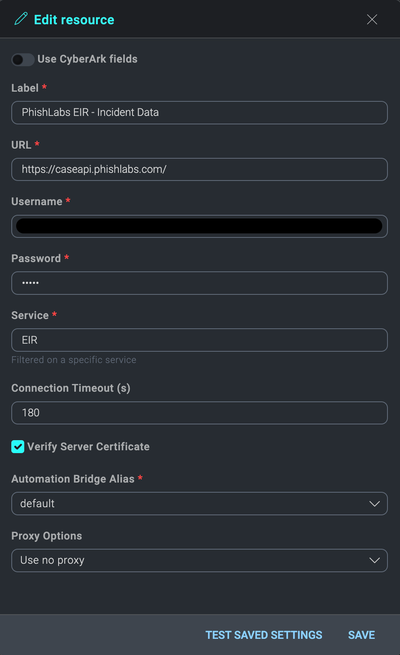 Edit resource
Use CyberArk fields
Label *
PhishLabs EIR - Incident Data
URL *
https://caseapi.phishlabs.com/
Username *
Password *
•••••
Service *
EIR
Filtered on a specific service
Connection Timeout (s)
180
Verify Server Certificate
Automation Bridge Alias *
default
Proxy Options
Use no proxy
TEST SAVED SETTINGS SAVE